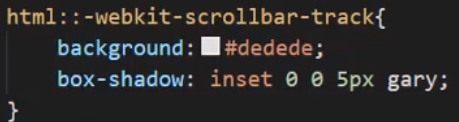 html::-webkit-scrollbar-track{
background: #dedede;
box-shadow: inset 0 0 5px gary;
}